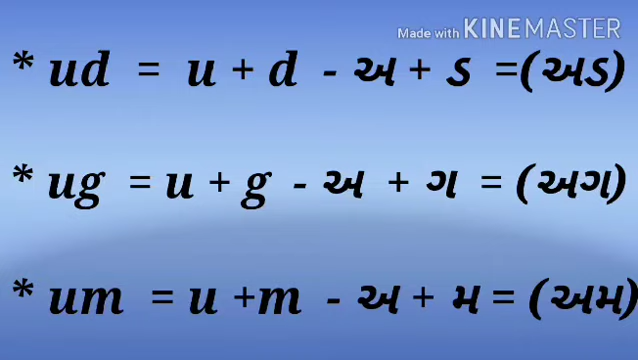 Made with KINEMASTER
* ud = u + d - અ + ડ =(અડ)
* ug = u + g - અ + ગ = (અગ)
* um = u +m - અ + મ = (અમ)